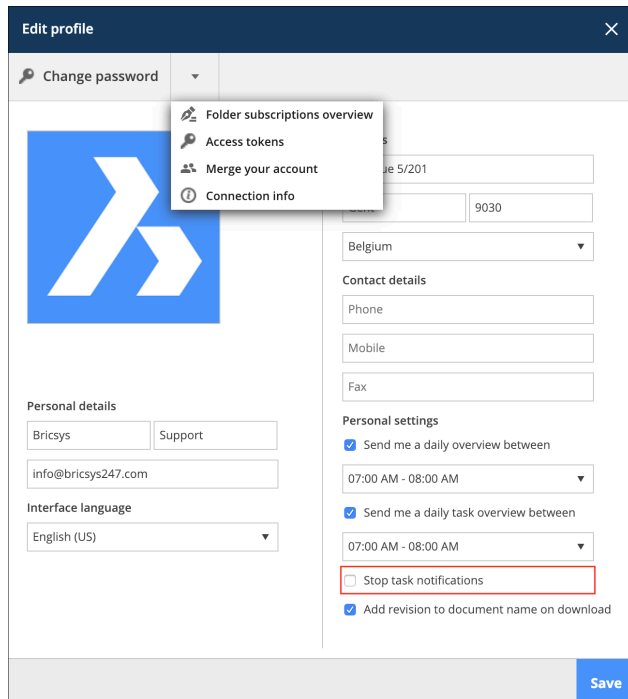 Edit profile
Change password
Folder subscriptions overview
Access tokens
Merge your account
Connection info
ue 5/201
9030
Belgium
Contact details
Phone
Mobile
Fax
Personal details
Bricsys Support
info@bricsys247.com
Interface language
English (US)
Personal settings
Send me a daily overview between
07:00 AM - 08:00 AM
Send me a daily task overview between
07:00 AM - 08:00 AM
Stop task notifications
Add revision to document name on download
Save